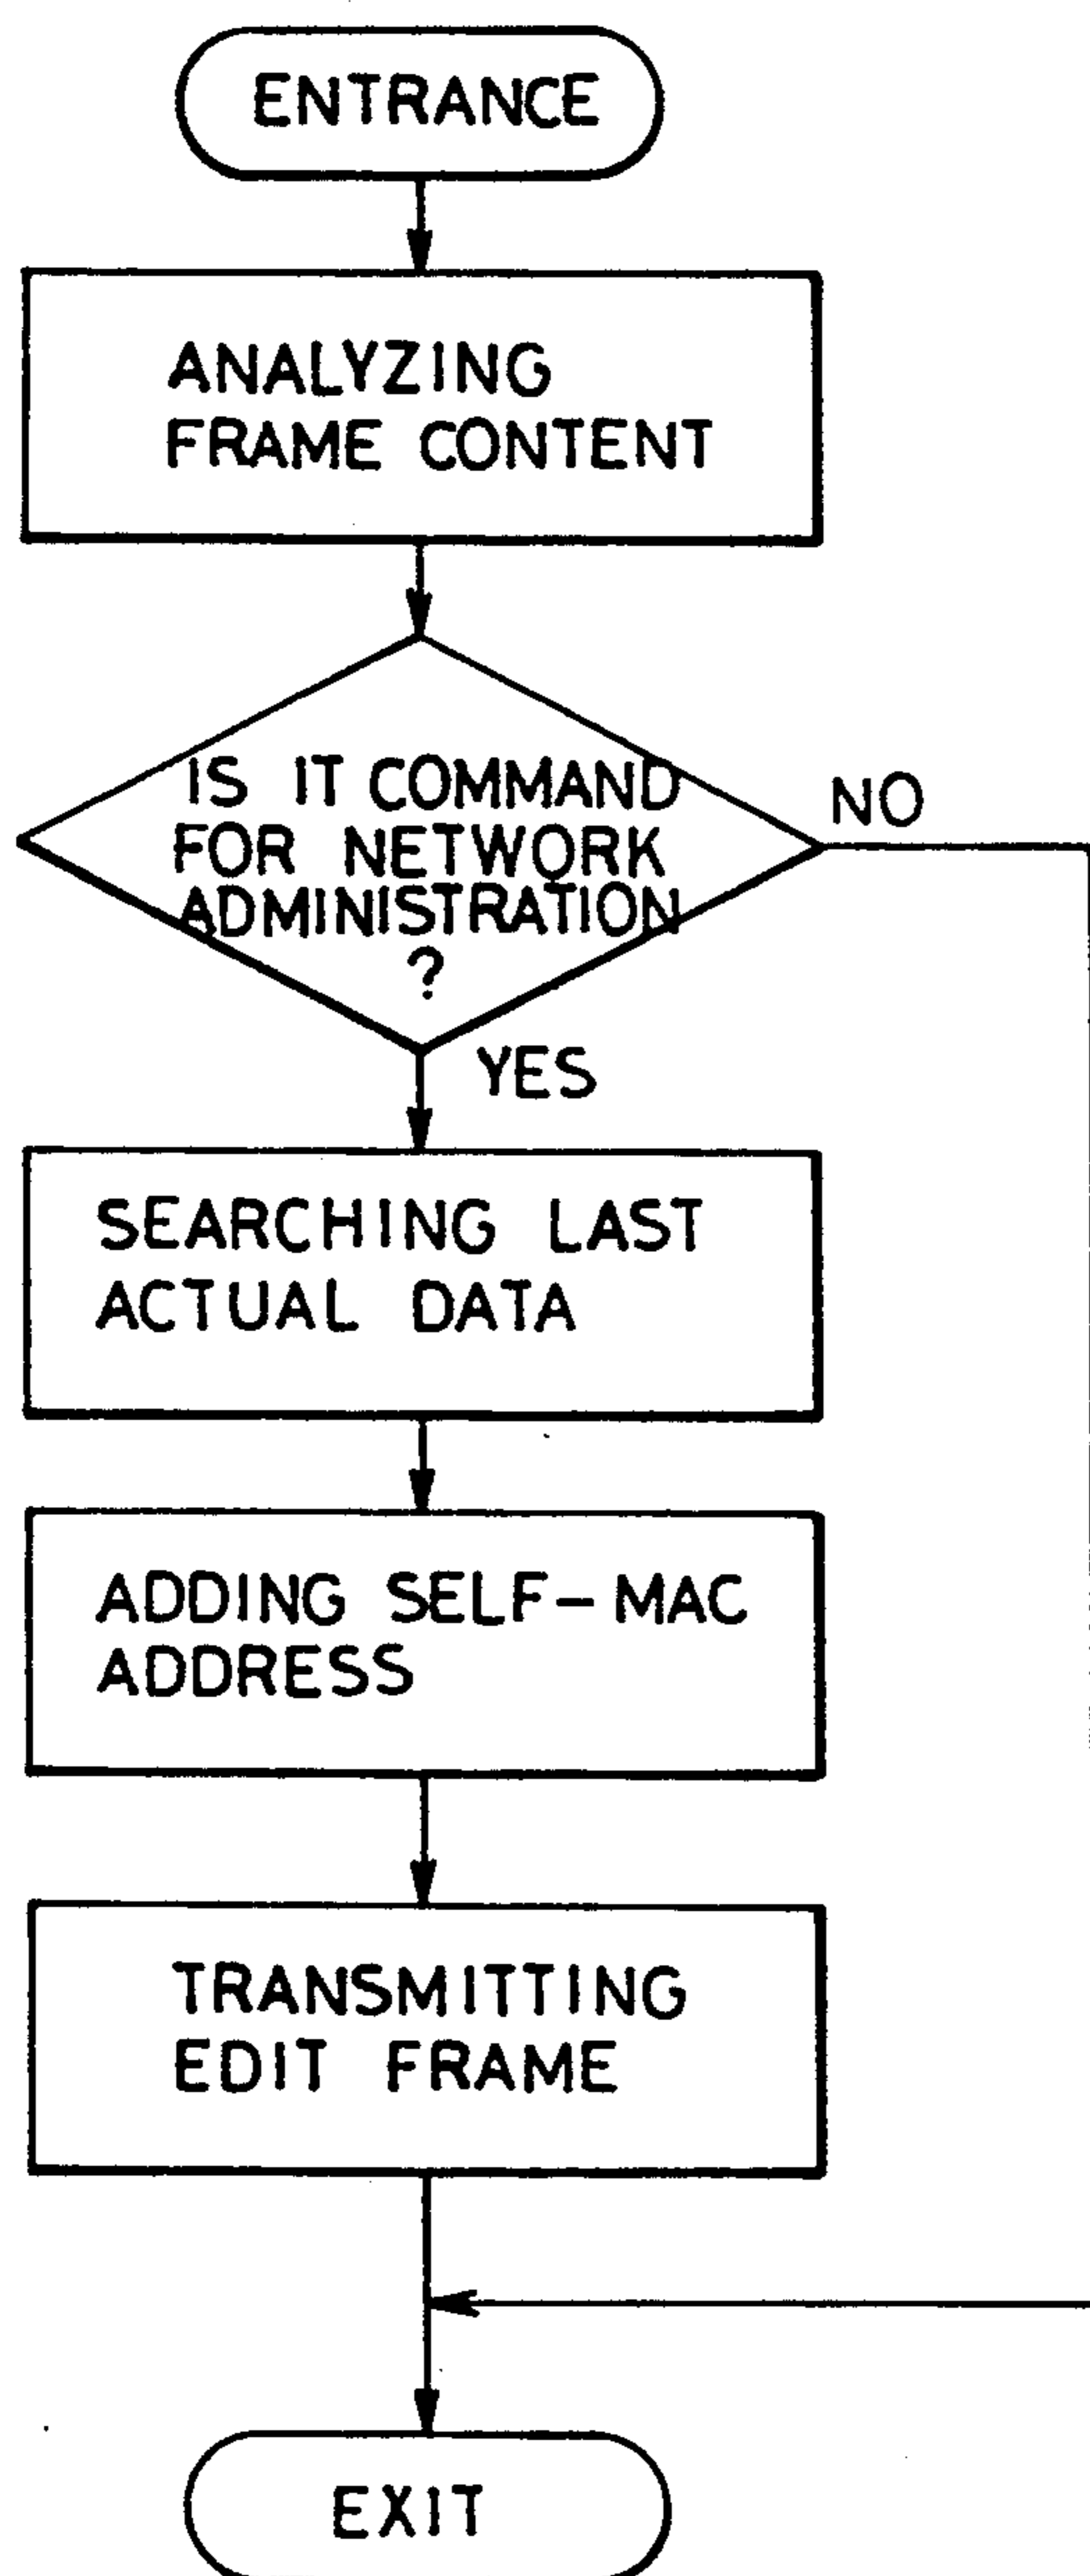 ENTRANCE
ANALYZING
FRAME CONTENT
IS IT COMMAND
FOR NETWORK
ADMINISTRATION
?
NO
YES
SEARCHING LAST
ACTUAL DATA
ADDING SELF-MAC
ADDRESS
TRANSMITTING
EDIT FRAME
EXIT